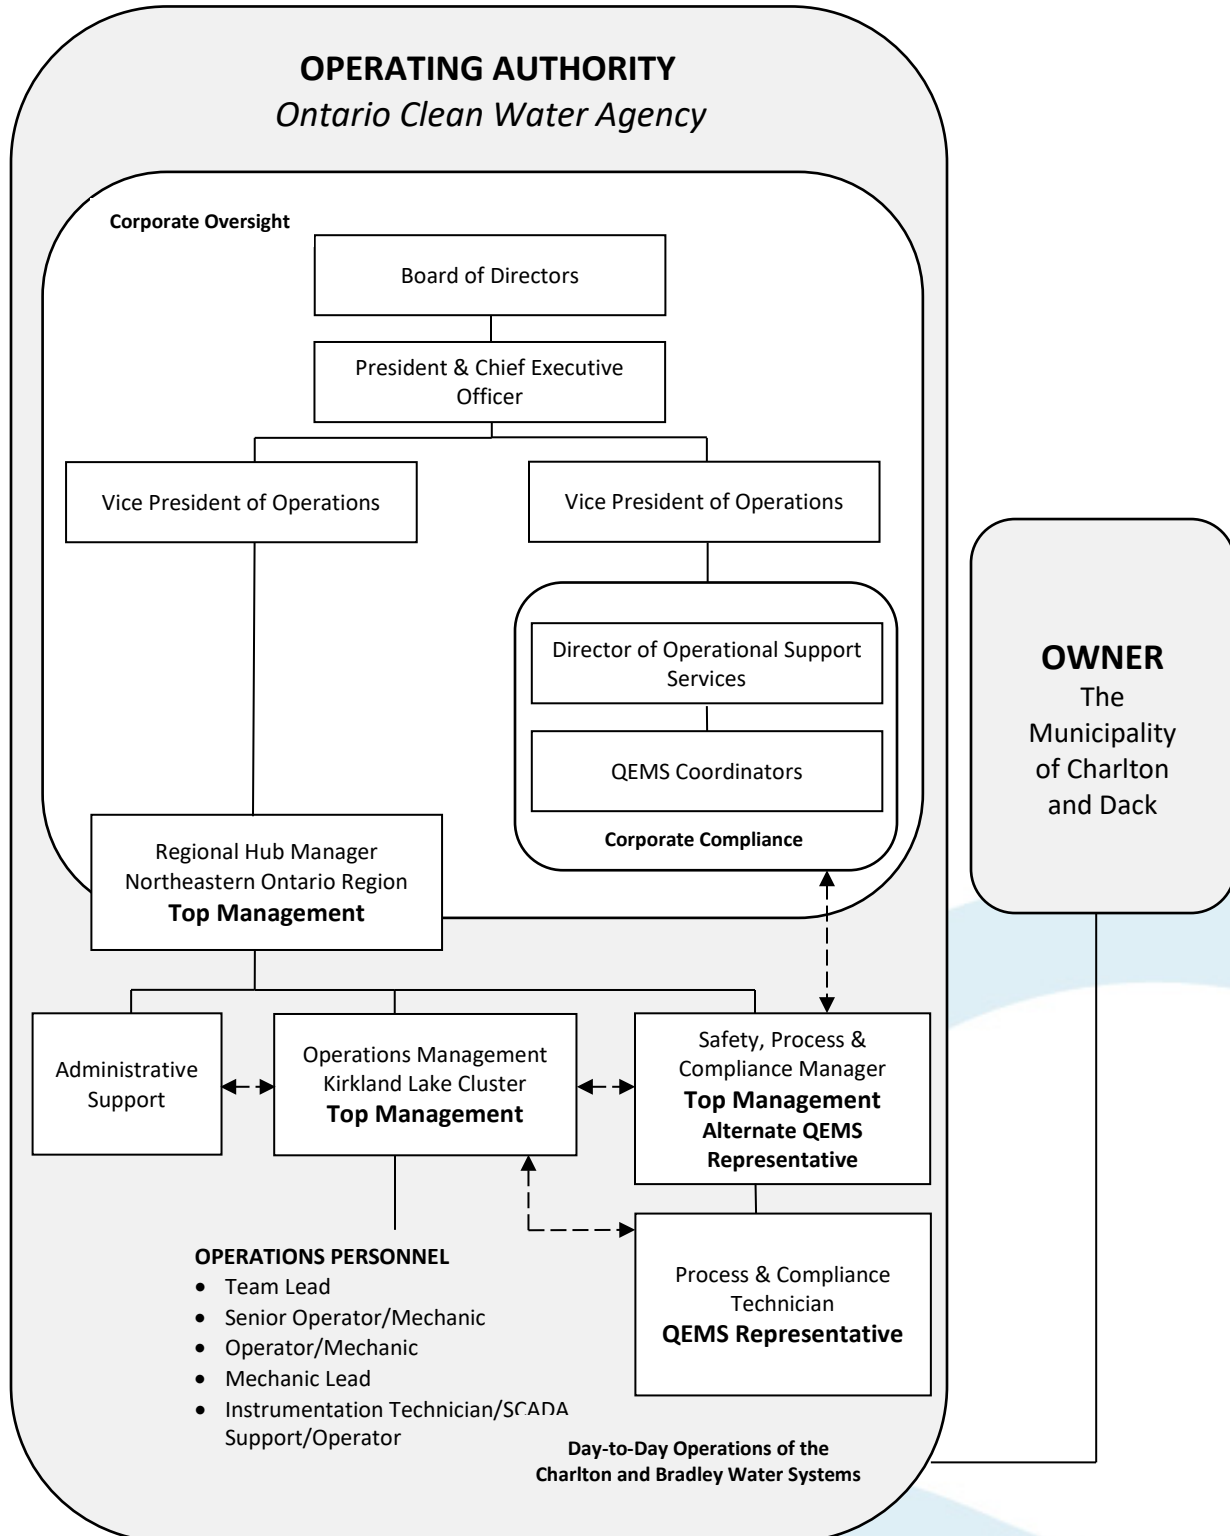 OPERATING AUTHORITY
Ontario Clean Water Agency
Corporate Oversight
Board of Directors
President & Chief Executive
Officer
Vice President of Operations
Vice President of Operations
Director of Operational Support
Services
QEMS Coordinators
Corporate Compliance
OWNER
The
Municipality
of Charlton
and Dack
Regional Hub Manager
Northeastern Ontario Region
Top Management
Administrative
Support
Operations Management
Kirkland Lake Cluster
Top Management
Safety, Process &
Compliance Manager
Top Management
Alternate QEMS
Representative
OPERATIONS PERSONNEL
• Team Lead
• Senior Operator/Mechanic
• Operator/Mechanic
• Mechanic Lead
• Instrumentation Technician/SCADA
Support/Operator
Process & Compliance
Technician
QEMS Representative
Day-to-Day Operations of the
Charlton and Bradley Water Systems